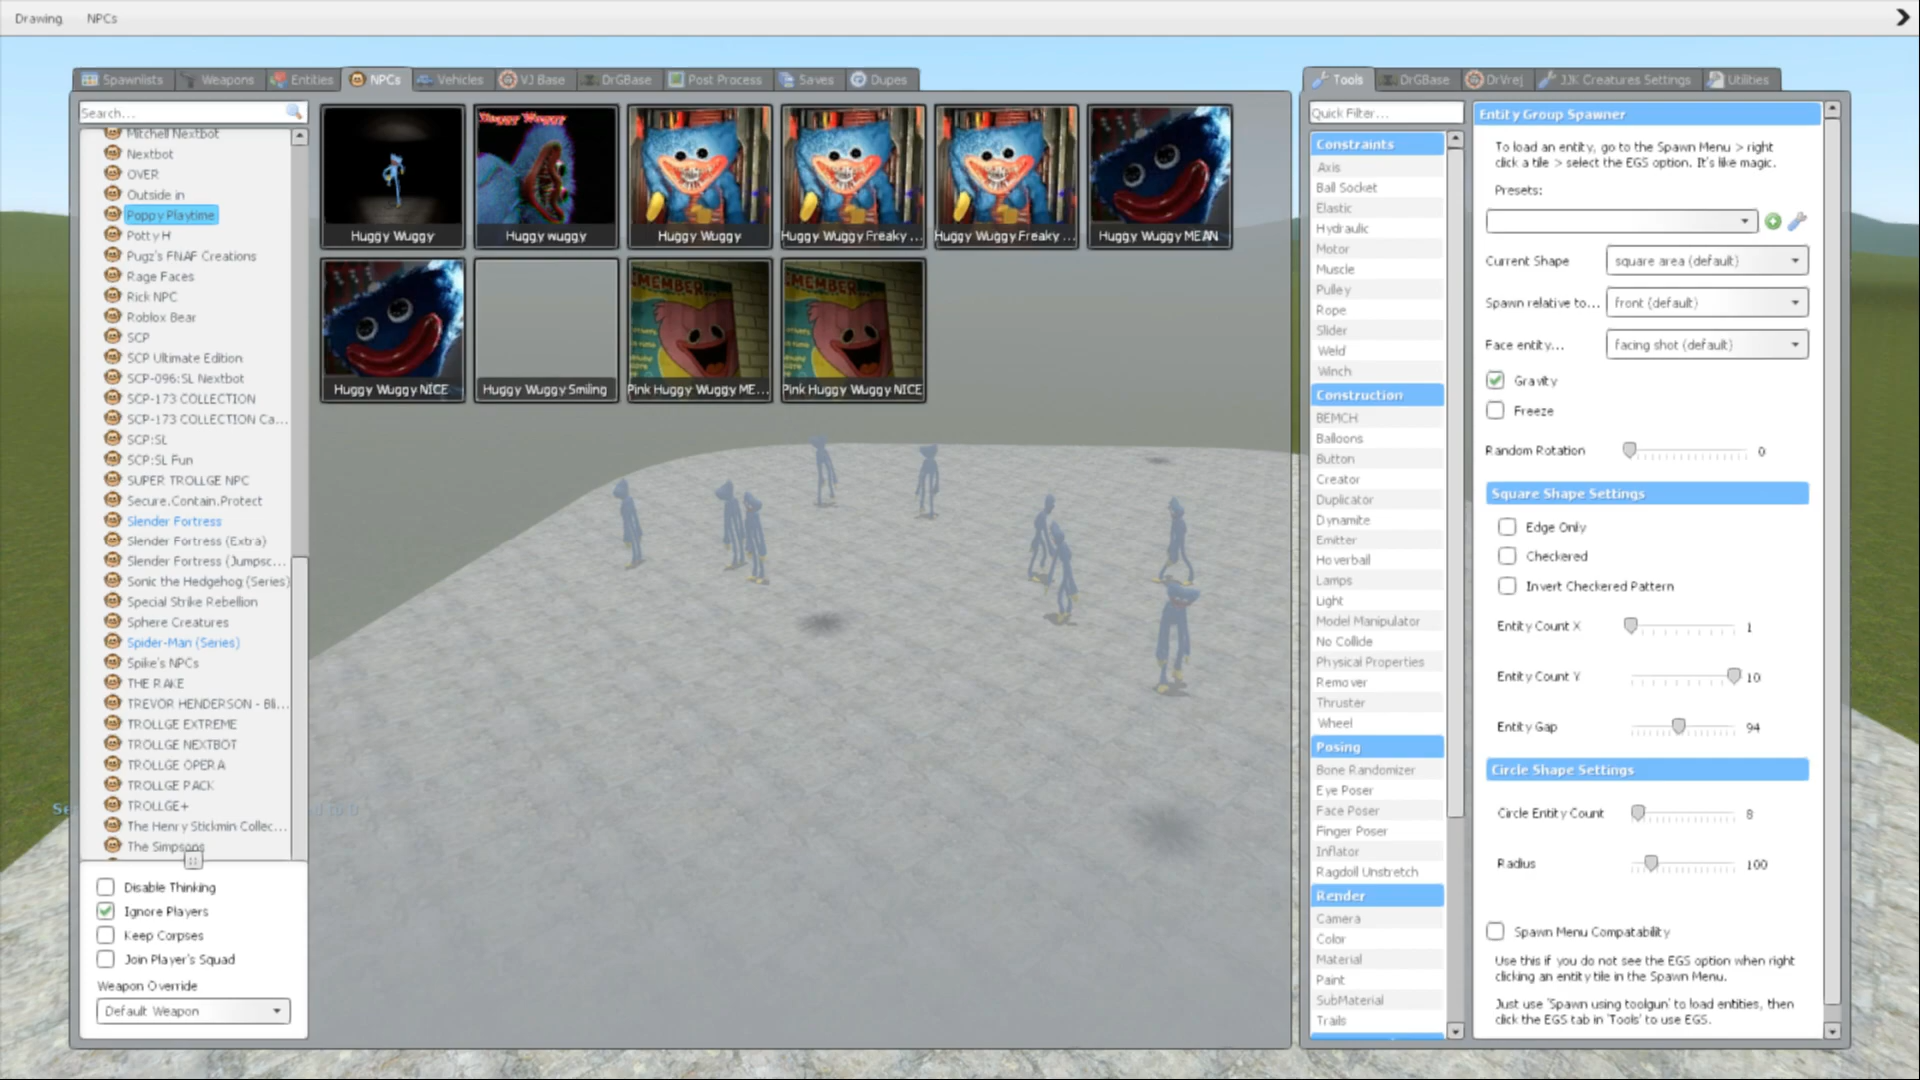 Drawing NPCs
Spawnlists Weapons Entities NPCs Vehicles VJ Base DrGBase Post Process Saves Dupes
Search...
Mitchell Nextbot
Nextbot
OVER
Outside in
Poppy Playtime
Potty H
Pugz's FNAF Creations
Rage Faces
Rick NPC
Roblox Bear
SCP
SCP Ultimate Edition
SCP-096:SL Nextbot
SCP-173 COLLECTION
SCP-173 COLLECTION Ca...
SCP:SL
SCP:SL Fun
SUPER TROLLGE NPC
Secure.Contain.Protect
Slender Fortress
Slender Fortress (Extra)
Slender Fortress (Jumpsc...
Sonic the Hedgehog (Series)
Special Strike Rebellion
Sphere Creatures
Spider-Man (Series)
Spike's NPCs
THE RAKE
TREVOR HENDERSON - Bli...
TROLLGE EXTREME
TROLLGE NEXTBOT
TROLLGE OPERA
TROLLGE PACK
TROLLGE+
The Henry Stickmin Collec...
The Simpsons
Disable Thinking
Ignore Players
Keep Corpses
Join Player's Squad
Weapon Override
Default Weapon
Huggy Wuggy
Huggy wuggy
Huggy Wuggy
Huggy Wuggy Freaky ...
Huggy Wuggy Freaky ...
Huggy Wuggy MEAN
Huggy Wuggy NICE
Huggy Wuggy Smiling
Pink Huggy Wuggy ME...
Pink Huggy Wuggy NICE
Tools DrGBase DrVrej JJK Creatures Settings Utilities
Quick Filter...
Constraints
Axis
Ball Socket
Elastic
Hydraulic
Motor
Muscle
Pulley
Rope
Slider
Weld
Winch
Construction
BEMCH
Balloons
Button
Creator
Duplicator
Dynamite
Emitter
Hoverball
Lamps
Light
Model Manipulator
No Collide
Physical Properties
Remover
Thruster
Wheel
Posing
Bone Randomizer
Eye Poser
Face Poser
Finger Poser
Inflator
Ragdoll Unstretch
Render
Camera
Color
Material
Paint
SubMaterial
Trails
Entity Group Spawner
To load an entity, go to the Spawn Menu > right
click a tile > select the EGS option. It's like magic.
Presets:
Current Shape square area (default)
Spawn relative to... front (default)
Face entity... facing shot (default)
Gravity
Freeze
Random Rotation 0
Square Shape Settings
Edge Only
Checkered
Invert Checkered Pattern
Entity Count X 1
Entity Count Y 10
Entity Gap 94
Circle Shape Settings
Circle Entity Count 8
Radius 100
Spawn Menu Compatability
Use this if you do not see the EGS option when right
clicking an entity tile in the Spawn Menu.
Just use 'Spawn using toolgun' to load entities, then
click the EGS tab in 'Tools' to use EGS.